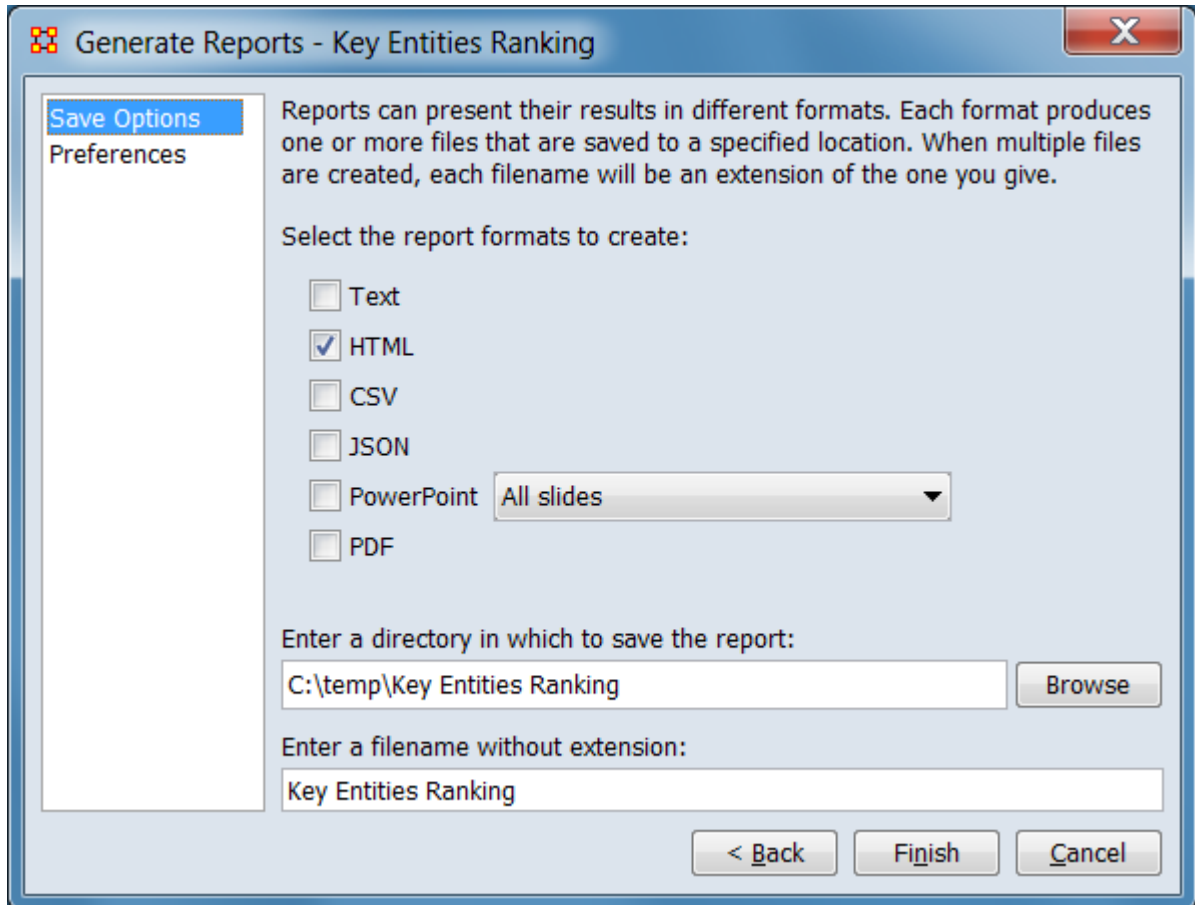 Generate Reports - Key Entities Ranking
X
Save Options
Preferences
Reports can present their results in different formats. Each format produces
one or more files that are saved to a specified location. When multiple files
are created, each filename will be an extension of the one you give.
Select the report formats to create:
Text
HTML
CSV
JSON
PowerPoint All slides
PDF
Enter a directory in which to save the report:
C:\temp\Key Entities Ranking Browse
Enter a filename without extension:
Key Entities Ranking
< Back Finish Cancel